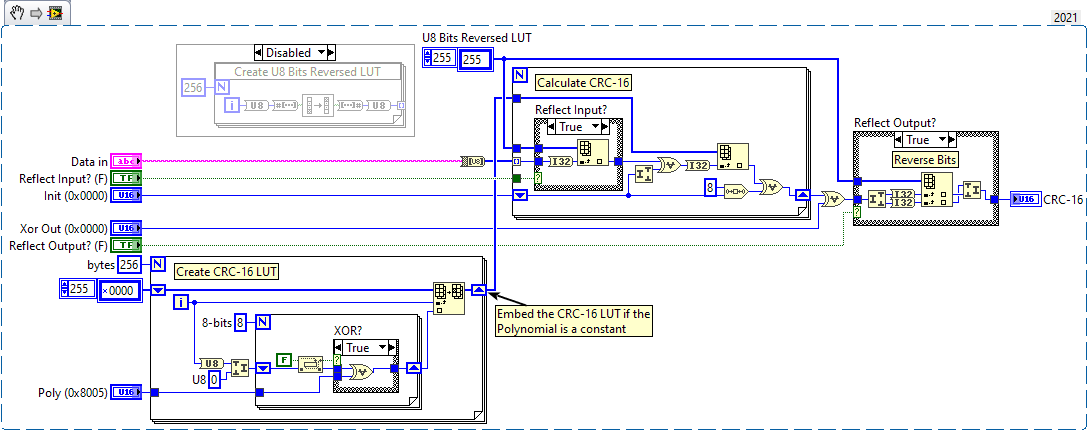 2021
U8 Bits Reversed LUT
Disabled
255
255
Create U8 Bits Reversed LUT
256
N
i
U8
#[...]
[...]#
U8
N
Calculate CRC-16
Reflect Input?
True
Reflect Output?
True
Reverse Bits
Data in
abc
[U8]
I32
I32
I32
I32
Reflect Input? (F)
TF
?
8
Init (0x0000)
U16
U16
CRC-16
Xor Out (0x0000)
U16
?
Reflect Output? (F)
TF
bytes
256
N
Create CRC-16 LUT
255
×0000
i
Embed the CRC-16 LUT if the
Polynomial is a constant
8-bits
8
N
XOR?
True
U8
F
?
U8
0
Poly (0x8005)
U16